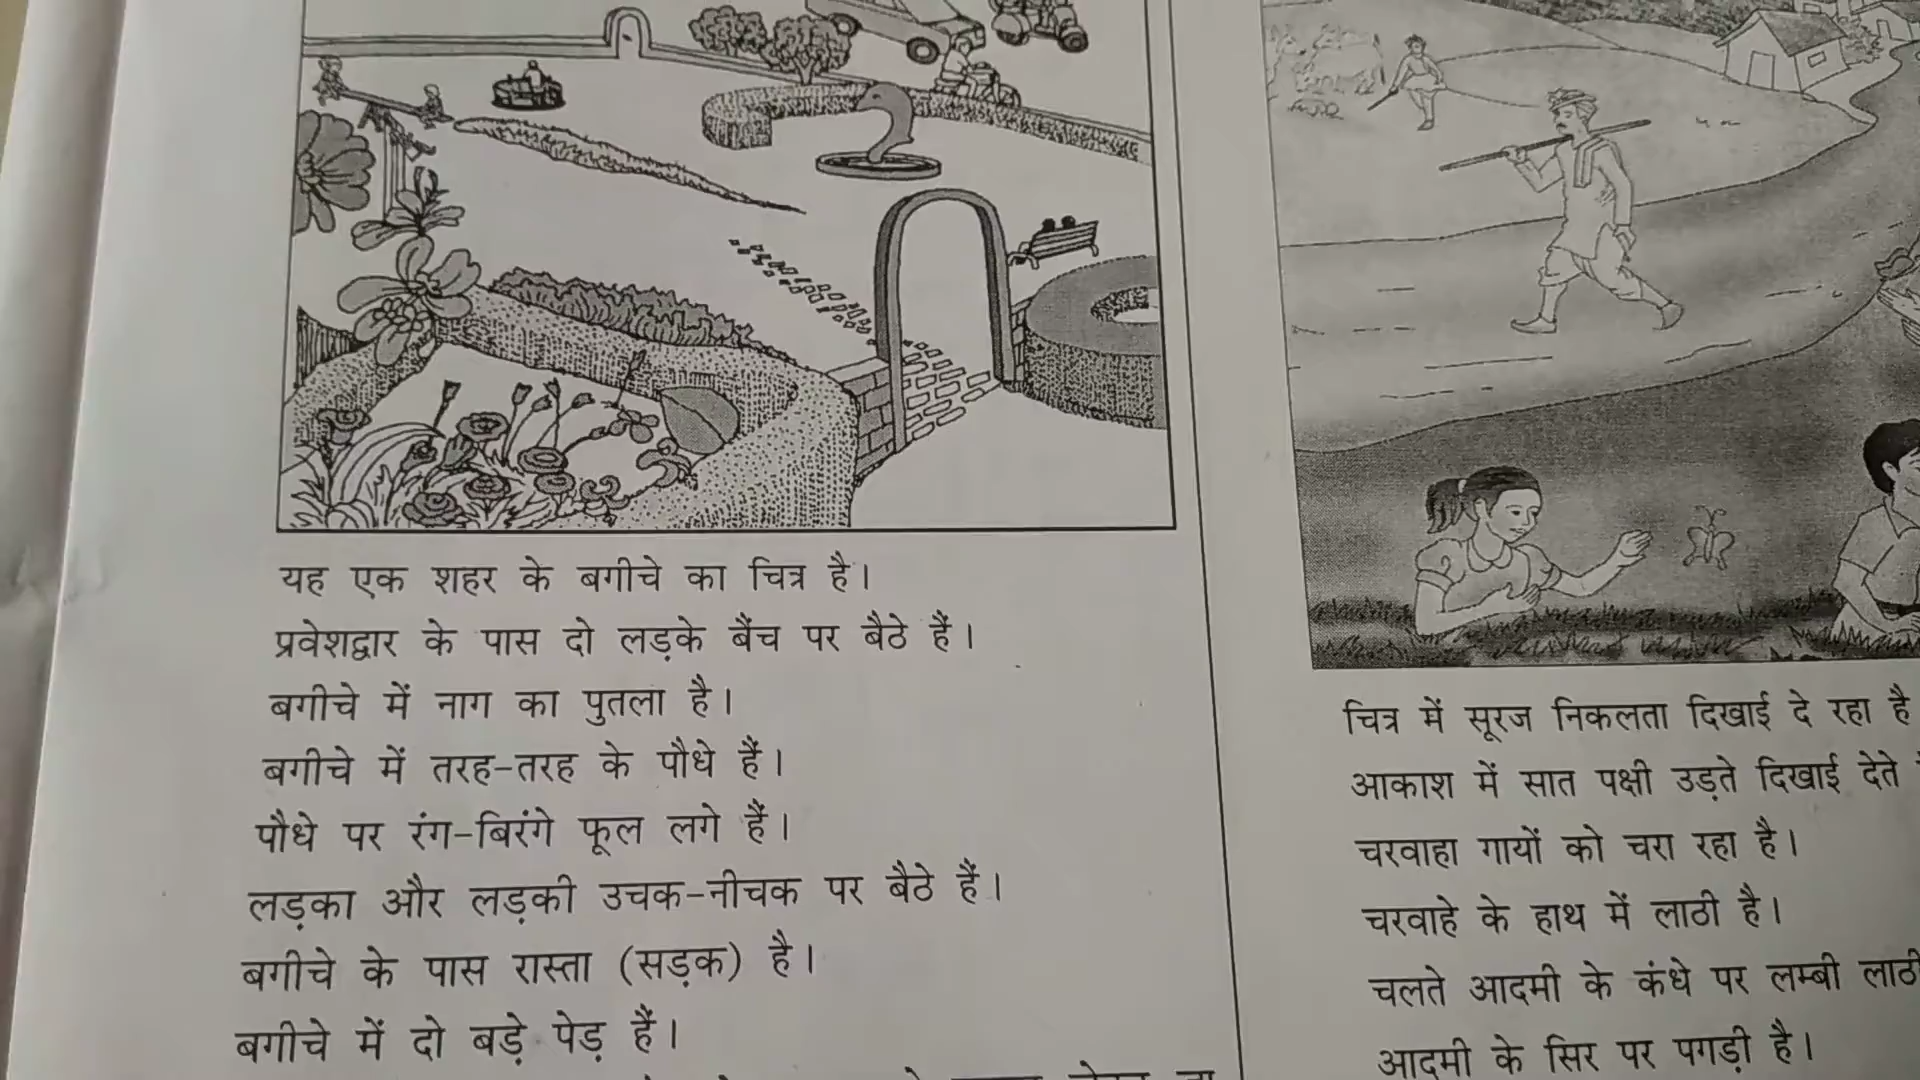 यह एक शहर के बगीचे का चित्र है।
प्रवेशद्वार के पास दो लड़के बैंच पर बैठे हैं।
बगीचे में नाग का पुतला है।
बगीचे में तरह-तरह के पौधे हैं।
पौधे पर रंग-बिरंगे फूल लगे हैं।
लड़का और लड़की उचक-नीचक पर बैठे हैं।
बगीचे के पास रास्ता (सड़क) है।
बगीचे में दो बड़े पेड़ हैं।
चित्र में सूरज निकलता दिखाई दे रहा है
आकाश में सात पक्षी उड़ते दिखाई देते
चरवाहा गायों को चरा रहा है।
चरवाहे के हाथ में लाठी है।
चलते आदमी के कंधे पर लम्बी लाठी
आदमी के सिर पर पगड़ी है।